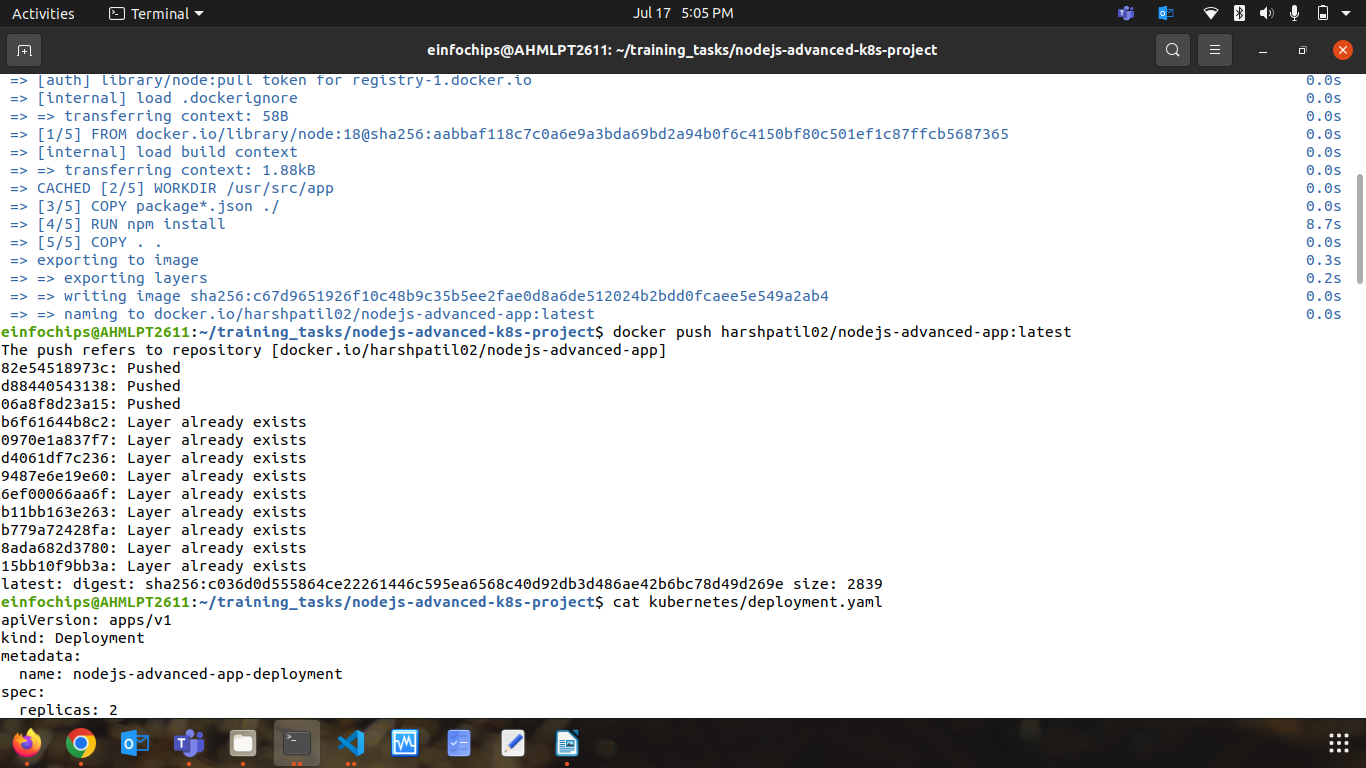 Activities
Terminal
Jul 17 5:05 PM
einfochips@AHMLPT2611: ~/training_tasks/nodejs-advanced-k8s-project
=> [auth] library/node:pull token for registry-1.docker.io 0.0s
=> [internal] load .dockerignore 0.0s
=> => transferring context: 58B 0.0s
=> [1/5] FROM docker.io/library/node:18@sha256:aabbaf118c7c0a6e9a3bda69bd2a94b0f6c4150bf80c501ef1c87ffcb5687365 0.0s
=> [internal] load build context 0.0s
=> => transferring context: 1.88kB 0.0s
=> CACHED [2/5] WORKDIR /usr/src/app 0.0s
=> [3/5] COPY package*.json ./ 0.0s
=> [4/5] RUN npm install 8.7s
=> [5/5] COPY . . 0.0s
=> exporting to image 0.3s
=> => exporting layers 0.2s
=> => writing image sha256:c67d9651926f10c48b9c35b5ee2fae0d8a6de512024b2bdd0fcaee5e549a2ab4 0.0s
=> => naming to docker.io/harshpatil02/nodejs-advanced-app:latest 0.0s
einfochips@AHMLPT2611:~/training_tasks/nodejs-advanced-k8s-project$ docker push harshpatil02/nodejs-advanced-app:latest
The push refers to repository [docker.io/harshpatil02/nodejs-advanced-app]
82e54518973c: Pushed
d88440543138: Pushed
06a8f8d23a15: Pushed
b6f61644b8c2: Layer already exists
0970e1a837f7: Layer already exists
d4061df7c236: Layer already exists
9487e6e19e60: Layer already exists
6ef00066aa6f: Layer already exists
b11bb163e263: Layer already exists
b779a72428fa: Layer already exists
8ada682d3780: Layer already exists
15bb10f9bb3a: Layer already exists
latest: digest: sha256:c036d0d555864ce22261446c595ea6568c40d92db3d486ae42b6bc78d49d269e size: 2839
einfochips@AHMLPT2611:~/training_tasks/nodejs-advanced-k8s-project$ cat kubernetes/deployment.yaml
apiVersion: apps/v1
kind: Deployment
metadata:
  name: nodejs-advanced-app-deployment
spec:
  replicas: 2